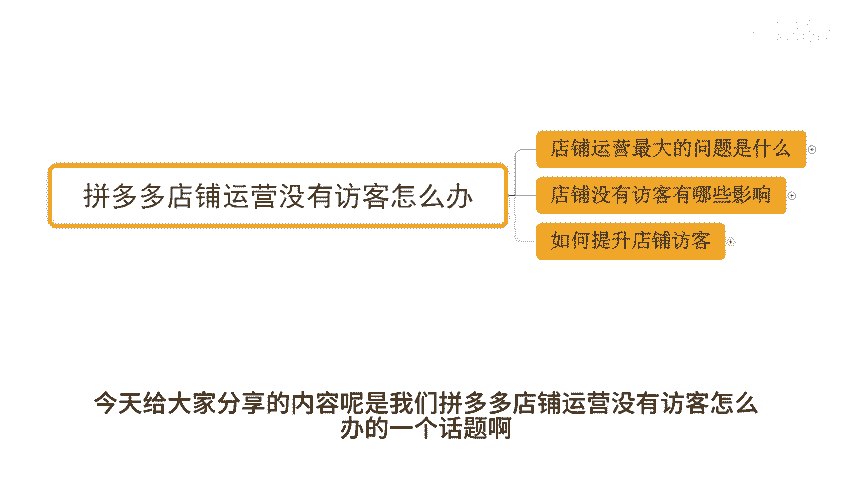 店铺运营最大的问题是什么
拼多多店铺运营没有访客怎么办
店铺没有访客有哪些影响
如何提升店铺访客
今天给大家分享的内容呢是我们拼多多店铺运营没有访客怎么
办的一个话题啊